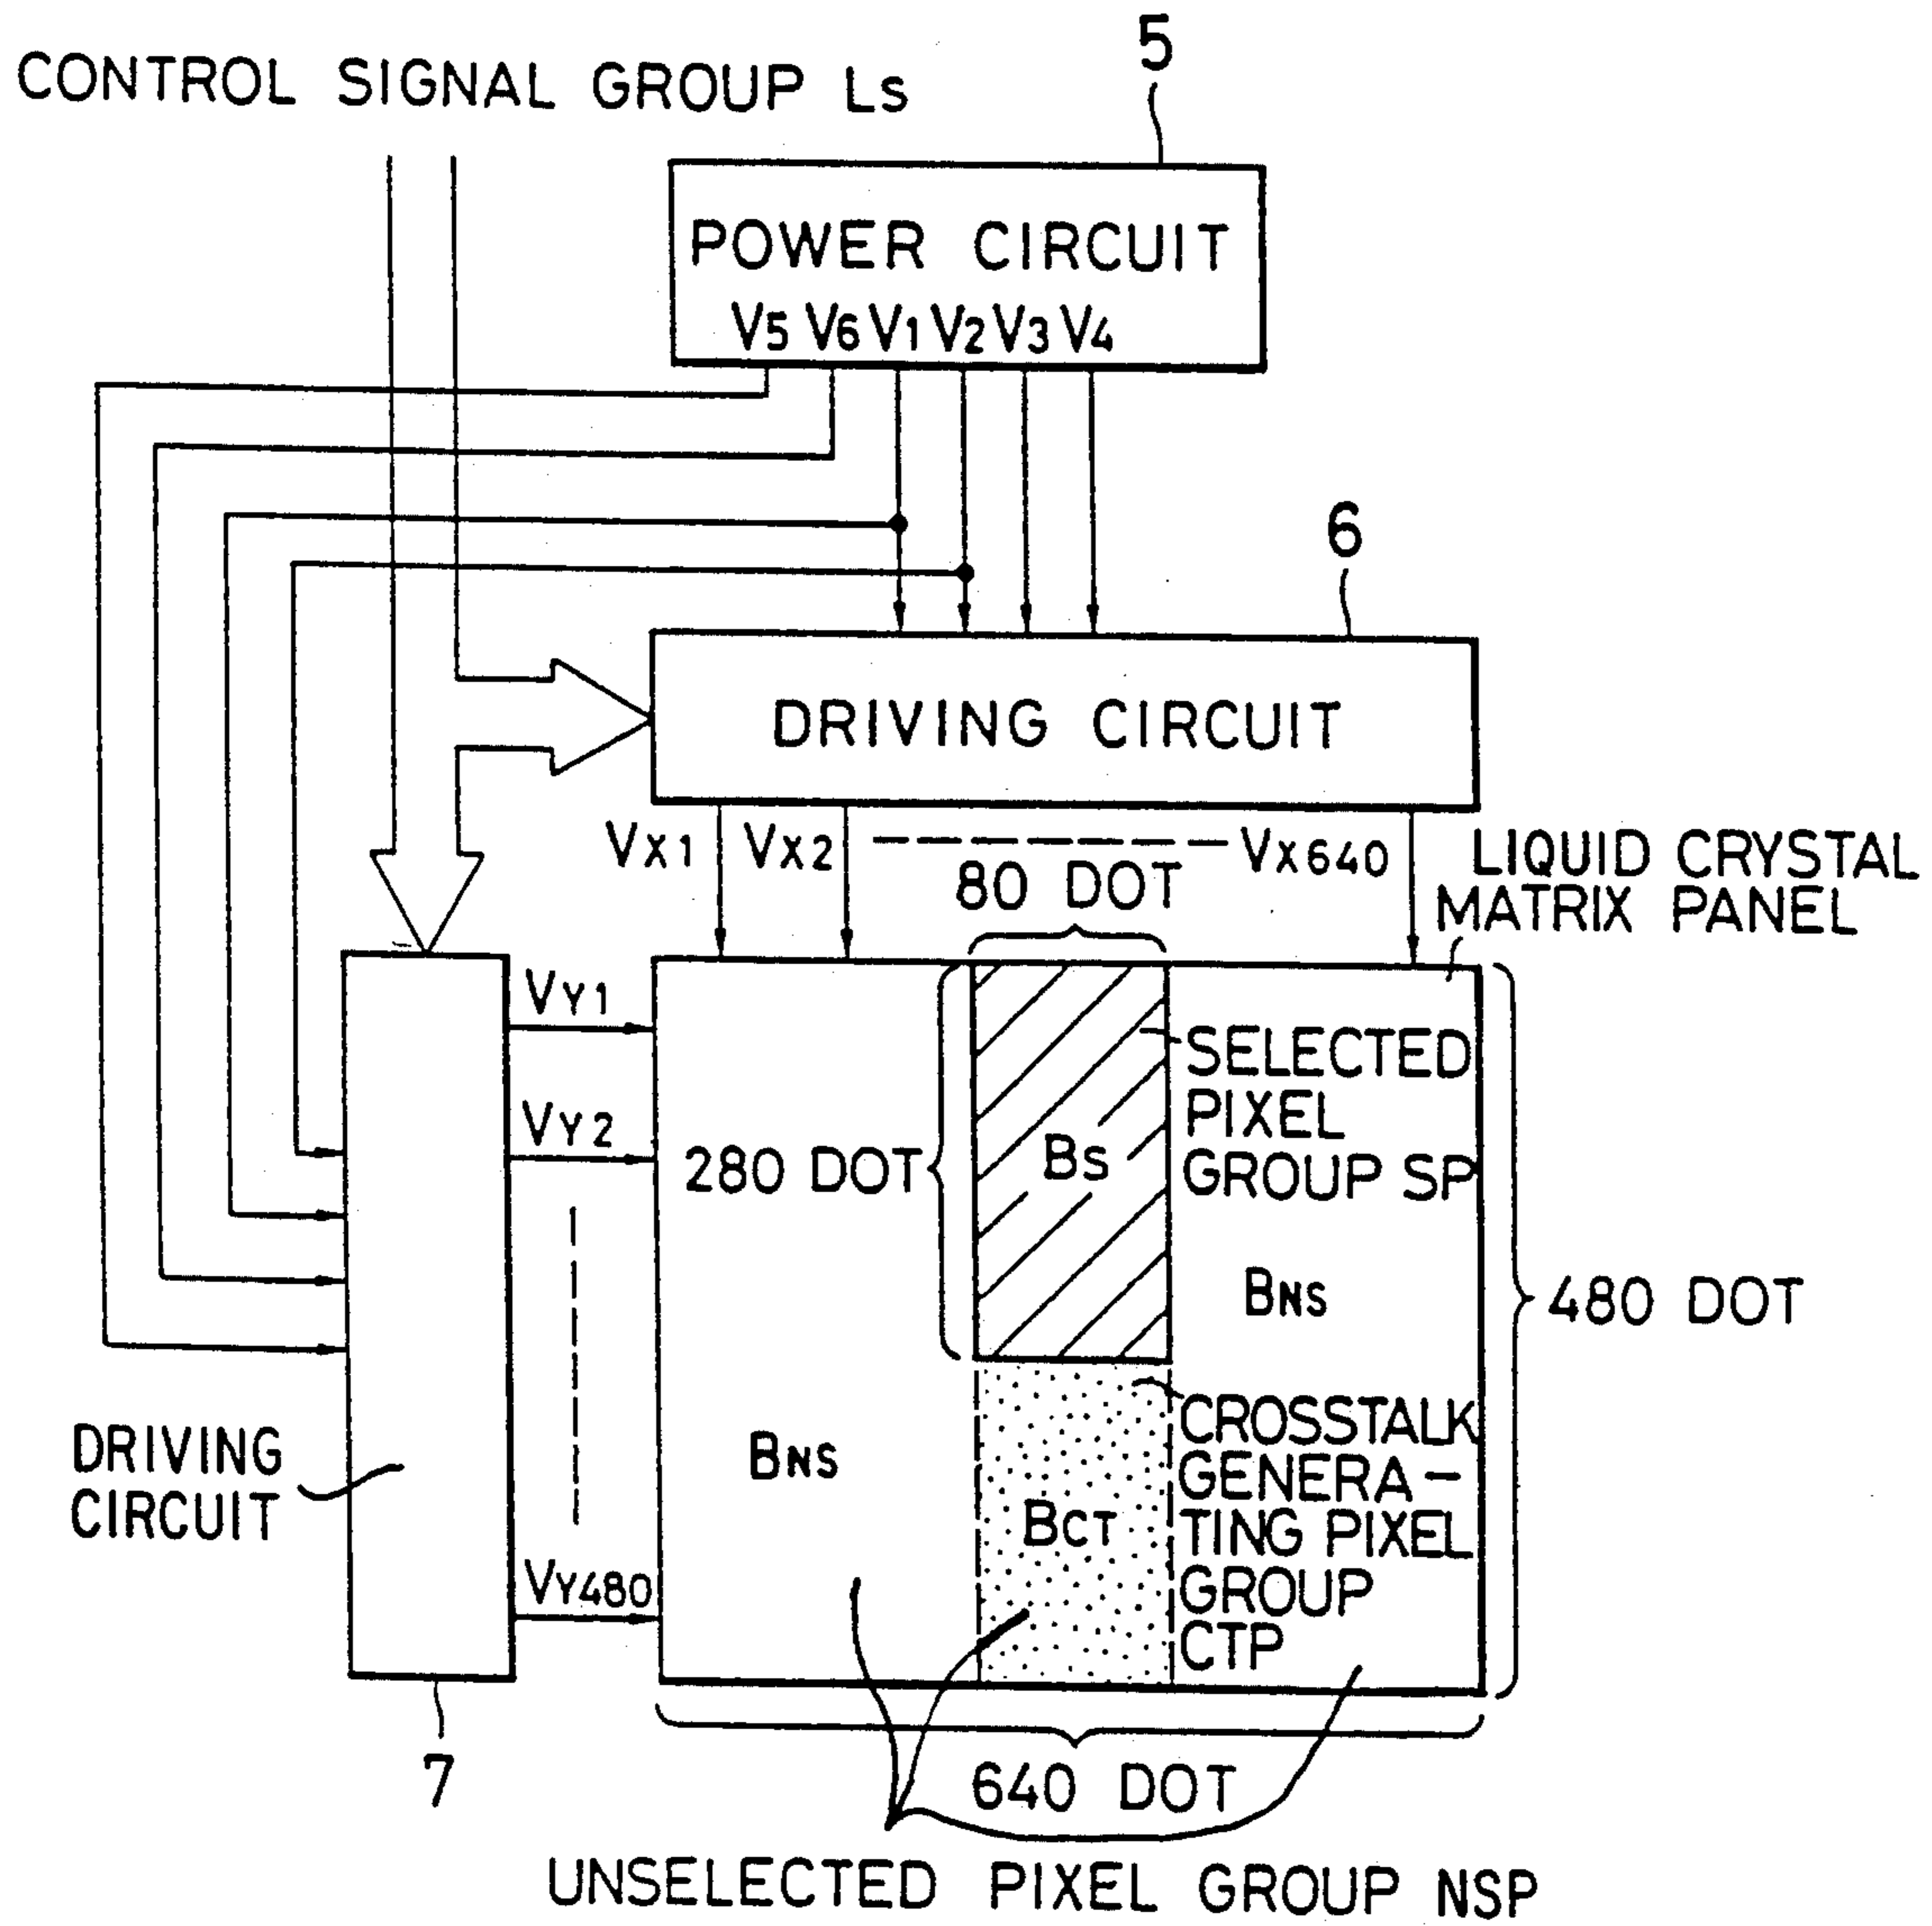 5
CONTROL SIGNAL GROUP Ls
POWER CIRCUIT
V5 V6 V1 V2 V3 V4
6
DRIVING CIRCUIT
VX1 VX2 VX640
80 DOT
LIQUID CRYSTAL
MATRIX PANEL
VY1
SELECTED
PIXEL
GROUP SP
VY2
280 DOT
BS
BNS
480 DOT
DRIVING
CIRCUIT
BNS
CROSSTALK
GENERA-
TING PIXEL
GROUP
CTP
BCT
VY480
7
640 DOT
UNSELECTED PIXEL GROUP NSP